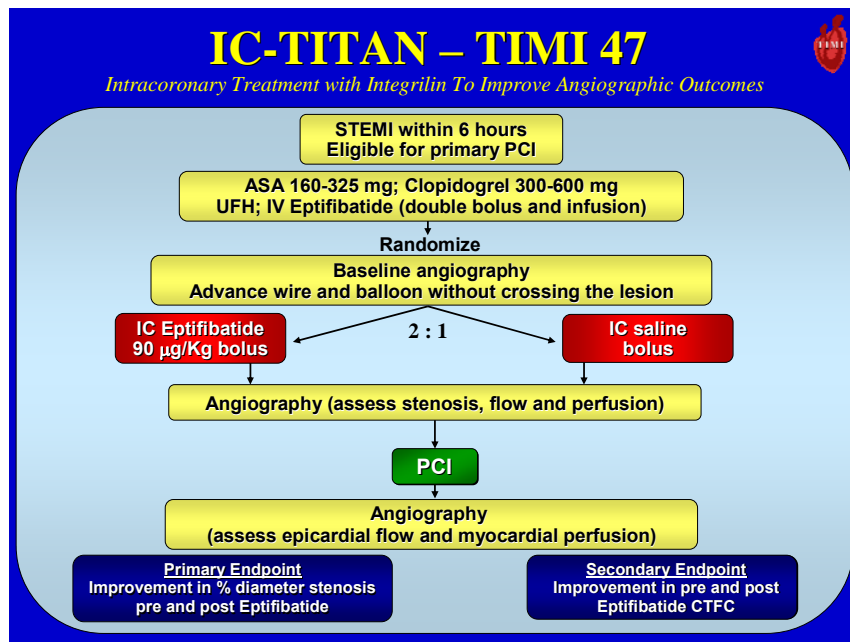 IC-TITAN – TIMI 47
TIMI
Intracoronary Treatment with Integrilin To Improve Angiographic Outcomes
STEMI within 6 hours
Eligible for primary PCI
ASA 160-325 mg; Clopidogrel 300-600 mg
UFH; IV Eptifibatide (double bolus and infusion)
Randomize
Baseline angiography
Advance wire and balloon without crossing the lesion
IC Eptifibatide
90 µg/Kg bolus
2 : 1
IC saline
bolus
Angiography (assess stenosis, flow and perfusion)
PCI
Angiography
(assess epicardial flow and myocardial perfusion)
Primary Endpoint
Improvement in % diameter stenosis
pre and post Eptifibatide
Secondary Endpoint
Improvement in pre and post
Eptifibatide CTFC